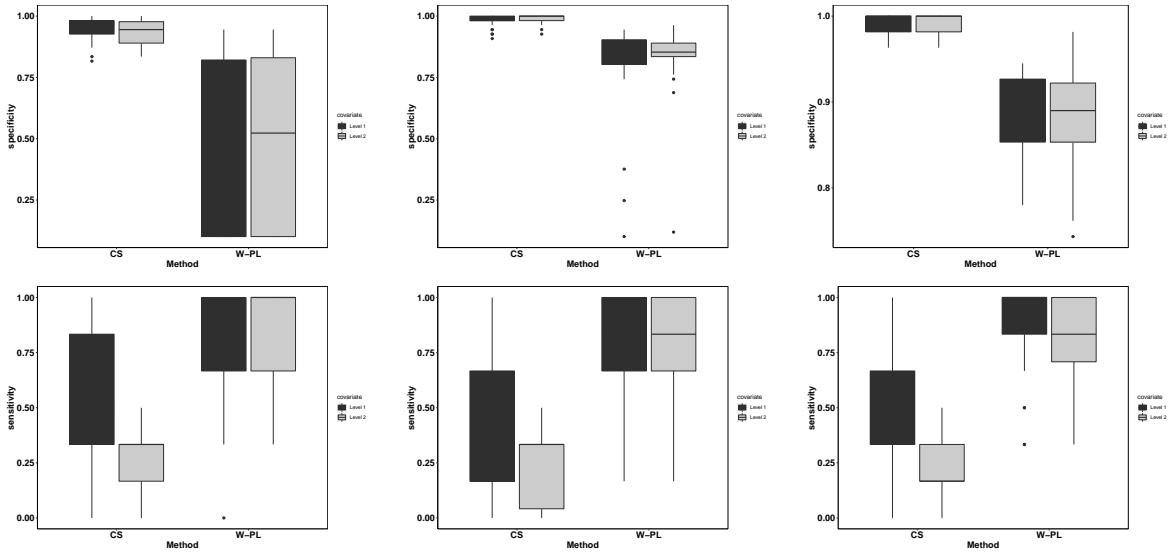 1.00
0.75
0.50
0.25
specificity
CS
W-PL
Method
covariate
Level 1
Level 2
1.00
0.75
0.50
0.25
specificity
CS
W-PL
Method
covariate
Level 1
Level 2
1.0
0.9
0.8
specificity
CS
W-PL
Method
covariate
Level 1
Level 2
1.00
0.75
0.50
0.25
0.00
sensitivity
CS
W-PL
Method
covariate
Level 1
Level 2
1.00
0.75
0.50
0.25
0.00
sensitivity
CS
W-PL
Method
covariate
Level 1
Level 2
1.00
0.75
0.50
0.25
0.00
sensitivity
CS
W-PL
Method
covariate
Level 1
Level 2